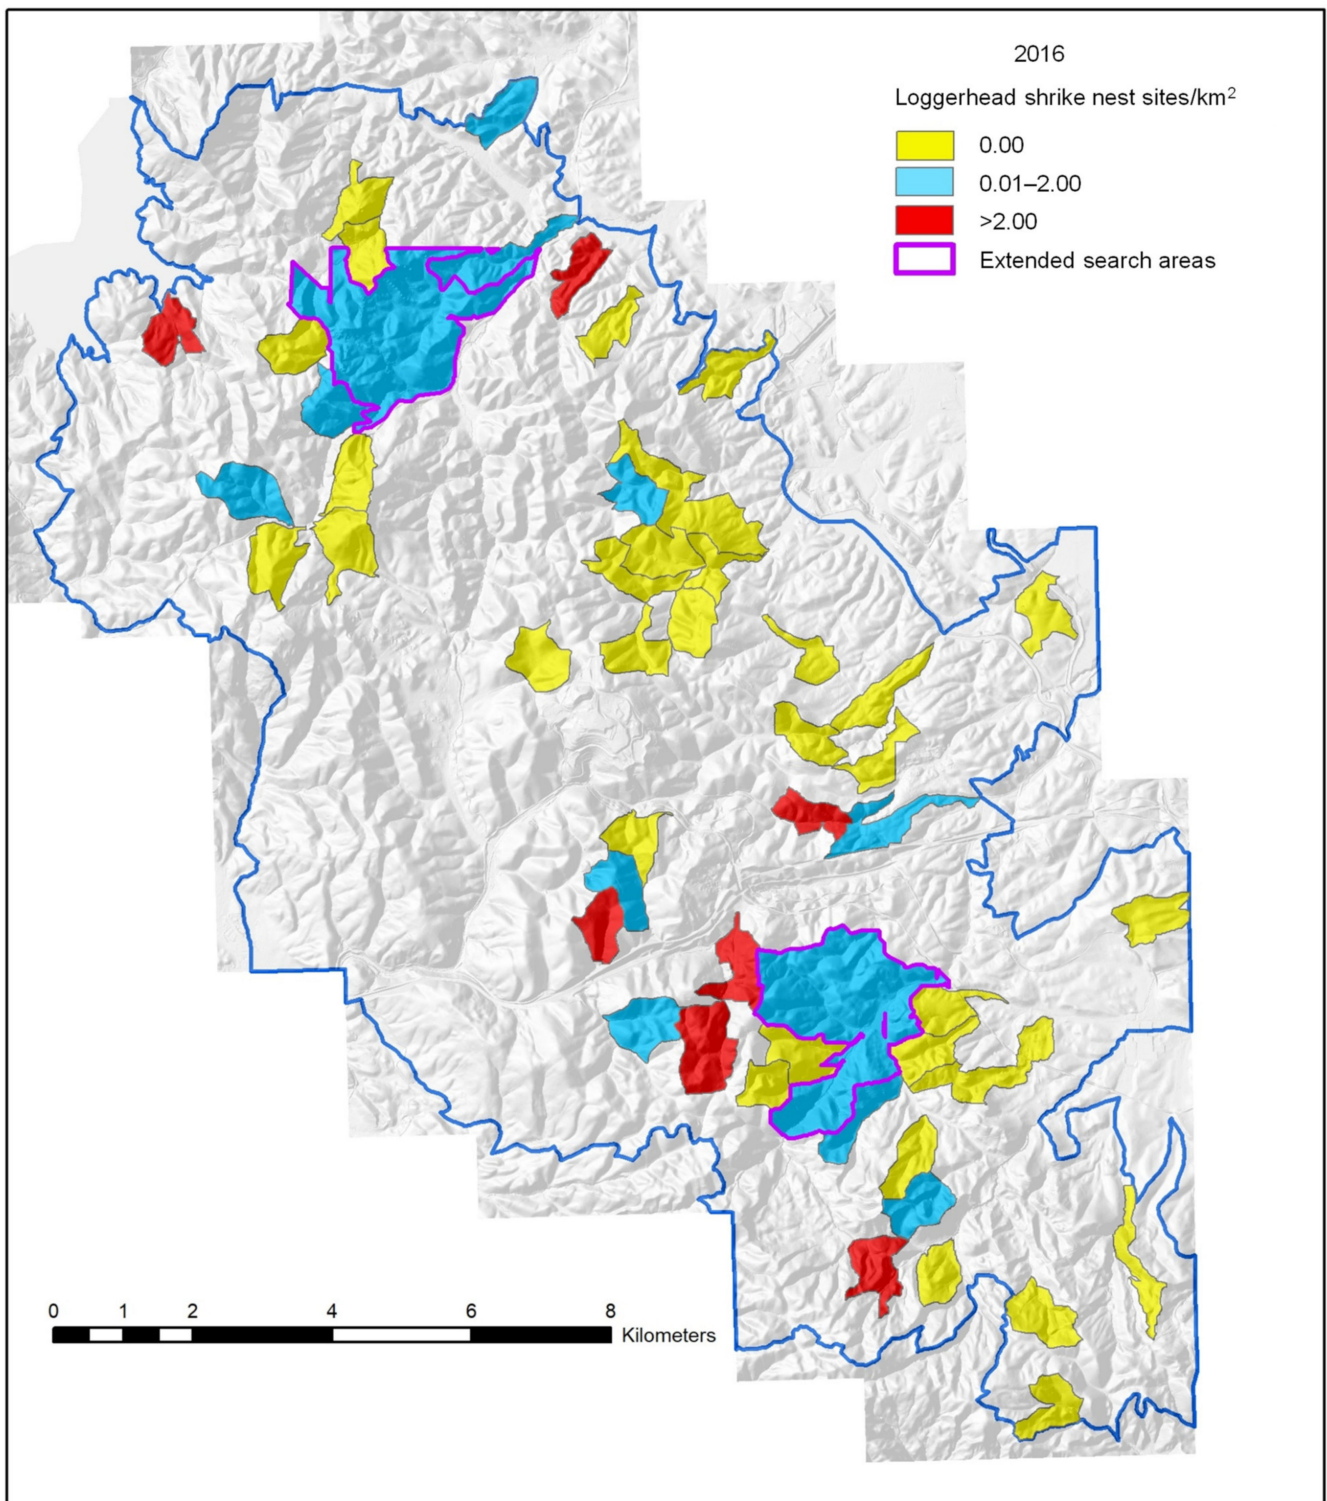 2016
Loggerhead shrike nest sites/km²
0.00
0.01–2.00
>2.00
Extended search areas
0 1 2 4 6 8
Kilometers